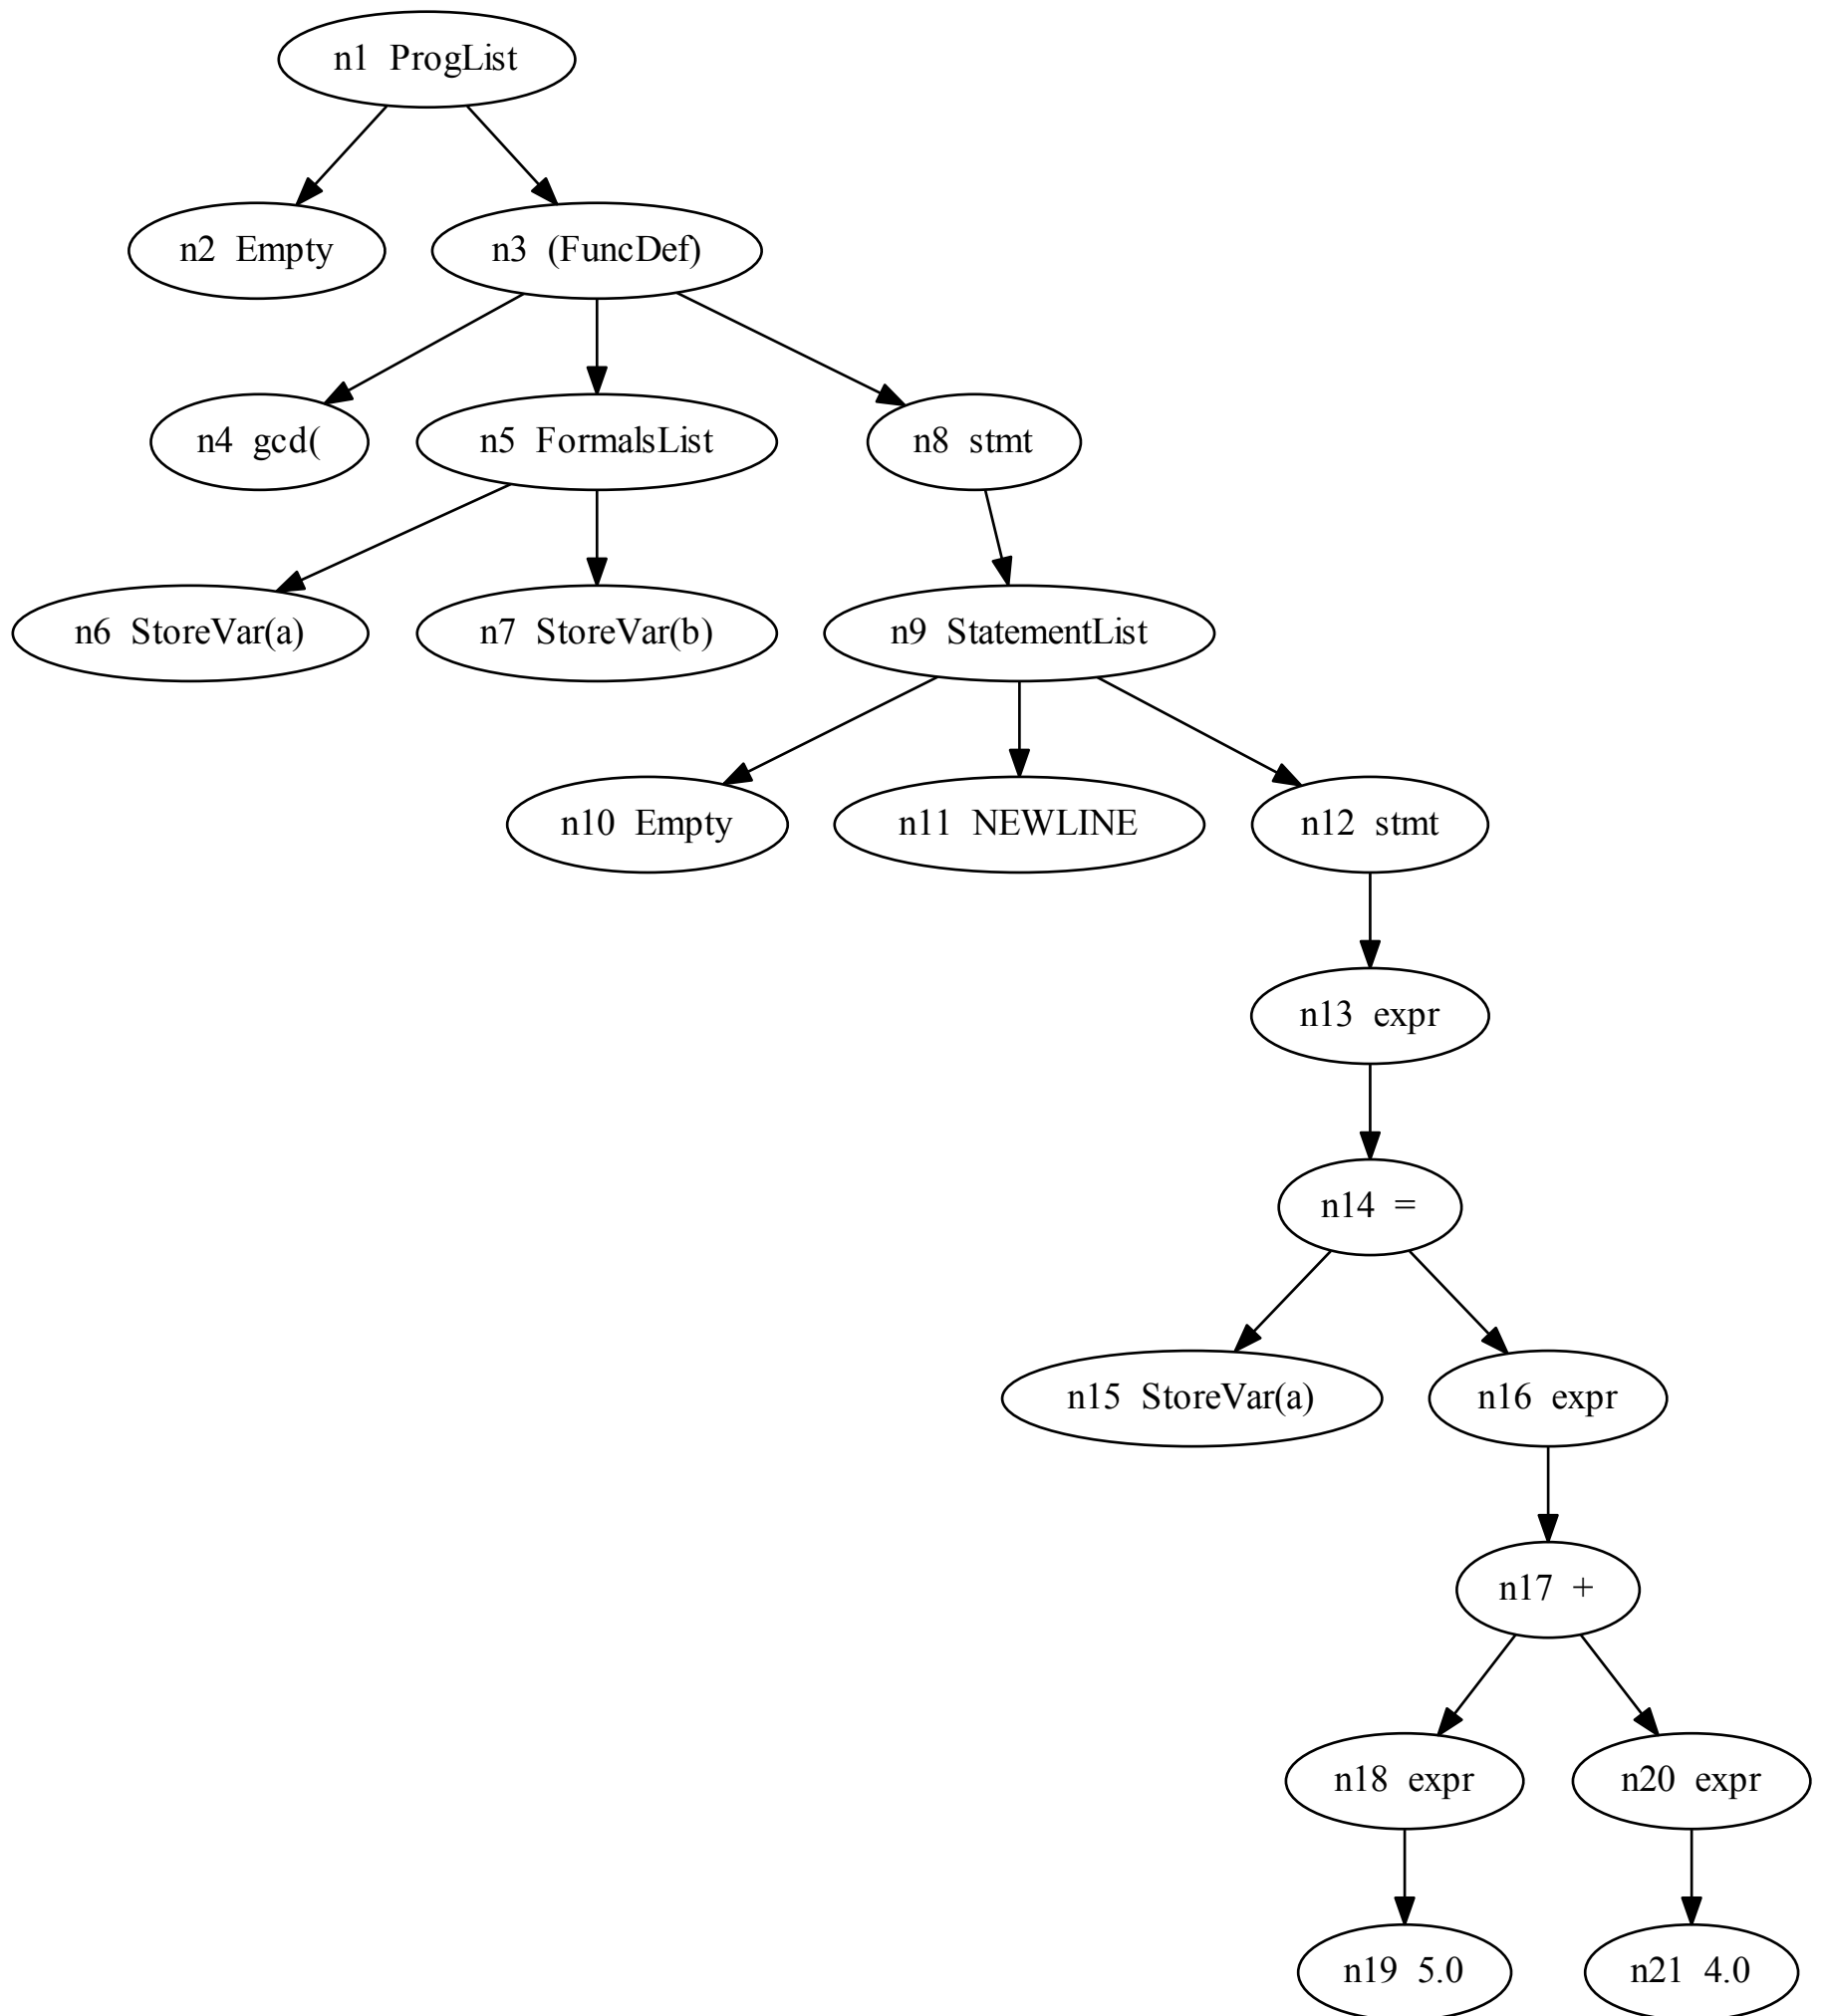 n1 ProgList
n2 Empty
n3 (FuncDef)
n4 gcd(
n5 FormalsList
n8 stmt
n6 StoreVar(a)
n7 StoreVar(b)
n9 StatementList
n10 Empty
n11 NEWLINE
n12 stmt
n13 expr
n14 =
n15 StoreVar(a)
n16 expr
n17 +
n18 expr
n20 expr
n19 5.0
n21 4.0